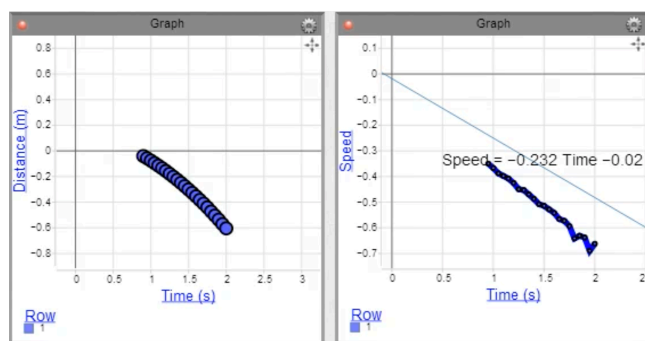 Graph
0.8
0.6
0.4
0.2
0
−0.2
−0.4
−0.6
−0.8
Distance (m)
0 0.5 1 1.5 2 2.5 3
Time (s)
Row
1
Graph
0.1
0
−0.1
−0.2
−0.3
−0.4
−0.5
−0.6
−0.7
Speed
Speed = −0.232 Time −0.02
0 0.5 1 1.5 2 2.5
Time (s)
Row
1